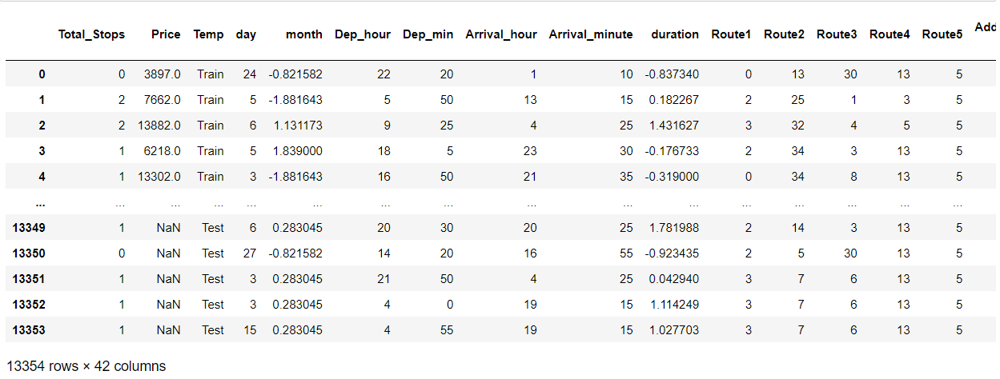 Total_Stops Price Temp day month Dep_hour Dep_min Arrival_hour Arrival_minute duration Route1 Route2 Route3 Route4 Route5 Add
0 0 3897.0 Train 24 -0.821582 22 20 1 10 -0.837340 0 13 30 13 5
1 2 7662.0 Train 5 -1.881643 5 50 13 15 0.182267 2 25 1 3 5
2 2 13882.0 Train 6 1.131173 9 25 4 25 1.431627 3 32 4 5 5
3 1 6218.0 Train 5 1.839000 18 5 23 30 -0.176733 2 34 3 13 5
4 1 13302.0 Train 3 -1.881643 16 50 21 35 -0.319000 0 34 8 13 5
... ... ... ... ... ... ... ... ... ... ... ... ... ... ... ...
13349 1 NaN Test 6 0.283045 20 30 20 25 1.781988 2 14 3 13 5
13350 0 NaN Test 27 -0.821582 14 20 16 55 -0.923435 2 5 30 13 5
13351 1 NaN Test 3 0.283045 21 50 4 25 0.042940 3 7 6 13 5
13352 1 NaN Test 3 0.283045 4 0 19 15 1.114249 3 7 6 13 5
13353 1 NaN Test 15 0.283045 4 55 19 15 1.027703 3 7 6 13 5
13354 rows × 42 columns